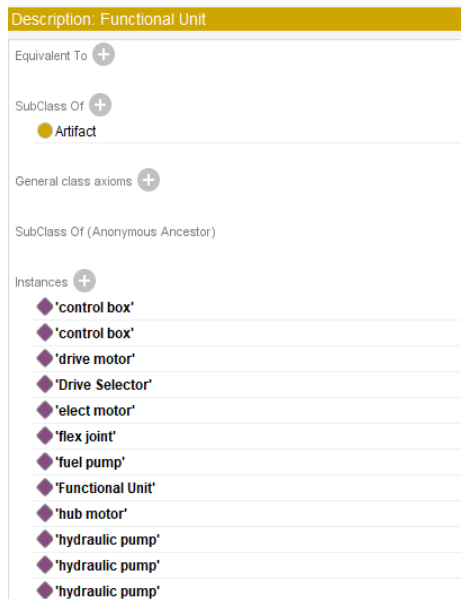 Description: Functional Unit
Equivalent To
SubClass Of
Artifact
General class axioms
SubClass Of (Anonymous Ancestor)
Instances
'control box'
'control box'
'drive motor'
'Drive Selector'
'elect motor'
'flex joint'
'fuel pump'
'Functional Unit'
'hub motor'
'hydraulic pump'
'hydraulic pump'
'hydraulic pump'